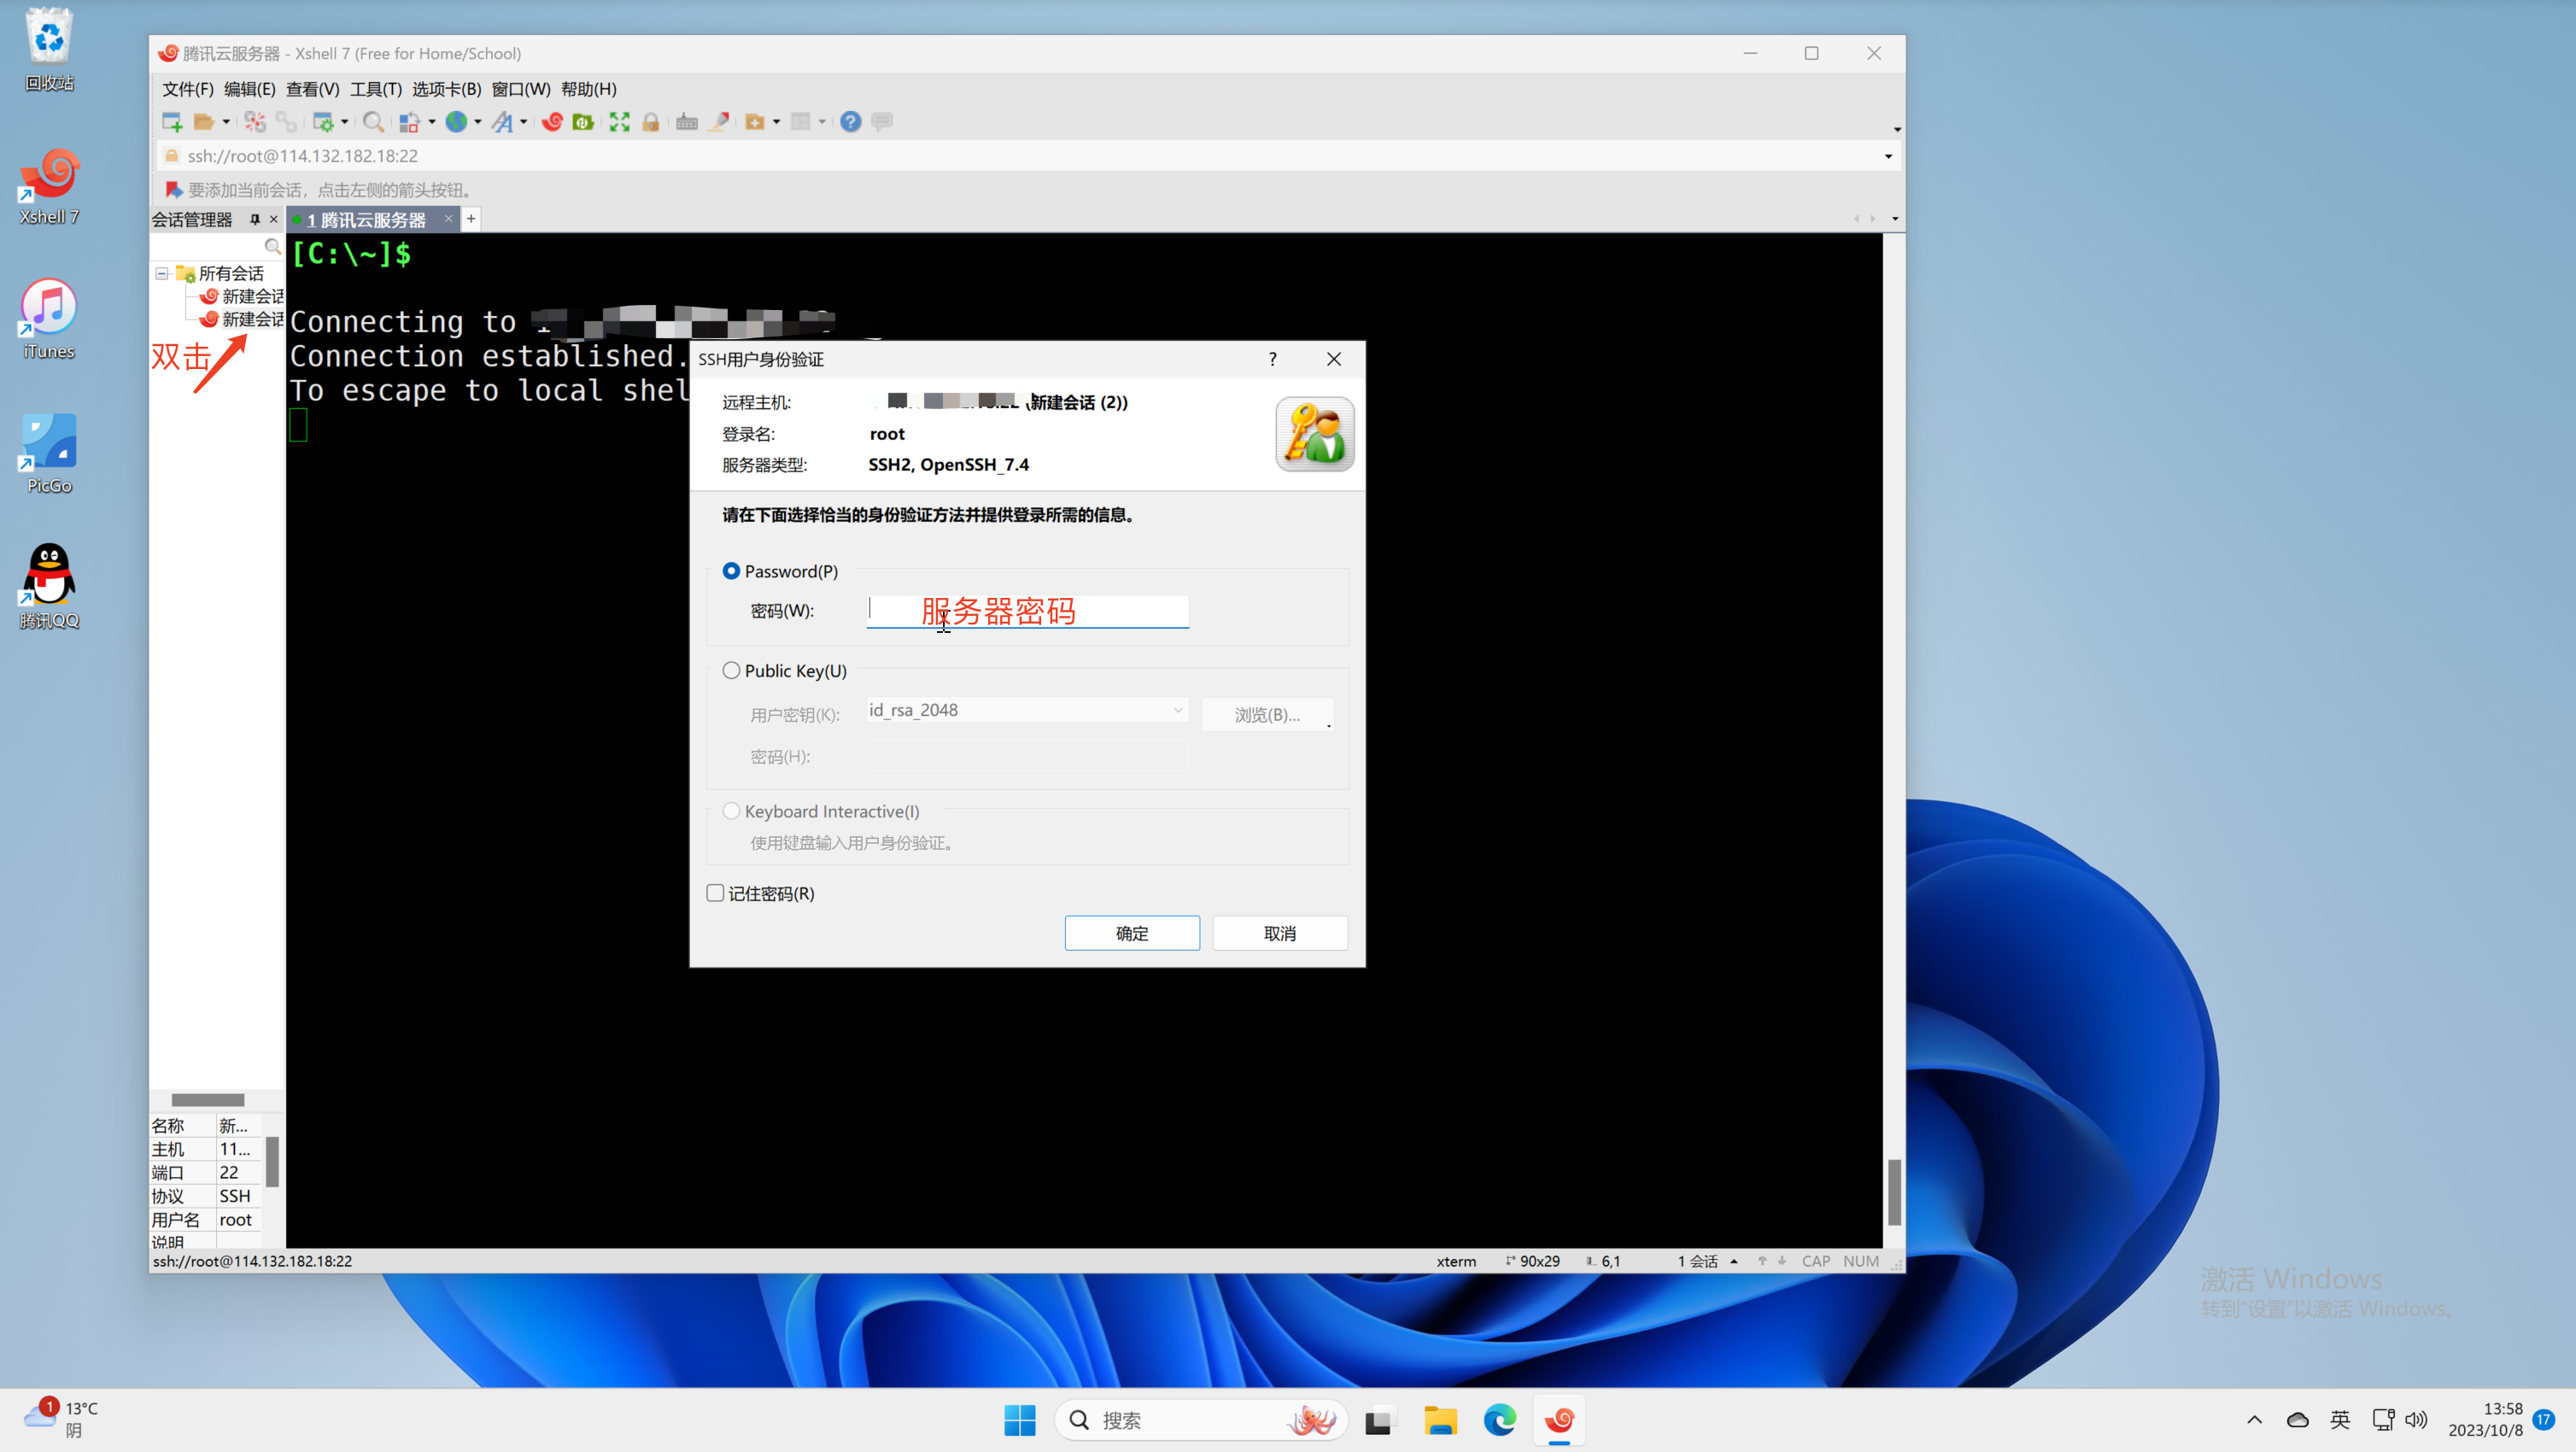 回收站
Xshell 7
iTunes
PicGo
腾讯QQ
腾讯云服务器 - Xshell 7 (Free for Home/School)
文件(F) 编辑(E) 查看(V) 工具(T) 选项卡(B) 窗口(W) 帮助(H)
ssh://root@114.132.182.18:22
要添加当前会话，点击左侧的箭头按钮。
会话管理器
1 腾讯云服务器
所有会话
新建会话
新建会话
双击
[C:\~]$
Connecting to
Connection established.
To escape to local shel
SSH用户身份验证
远程主机: (新建会话 (2))
登录名: root
服务器类型: SSH2, OpenSSH_7.4
请在下面选择恰当的身份验证方法并提供登录所需的信息。
Password(P)
密码(W): 服务器密码
Public Key(U)
用户密钥(K): id_rsa_2048 浏览(B)...
密码(H):
Keyboard Interactive(I)
使用键盘输入用户身份验证。
记住密码(R)
确定 取消
名称 新...
主机 11...
端口 22
协议 SSH
用户名 root
说明
ssh://root@114.132.182.18:22 xterm 90x29 6,1 1 会话 CAP NUM
激活 Windows
转到"设置"以激活 Windows。
1
13°C
阴
搜索
英
13:58
2023/10/8
17